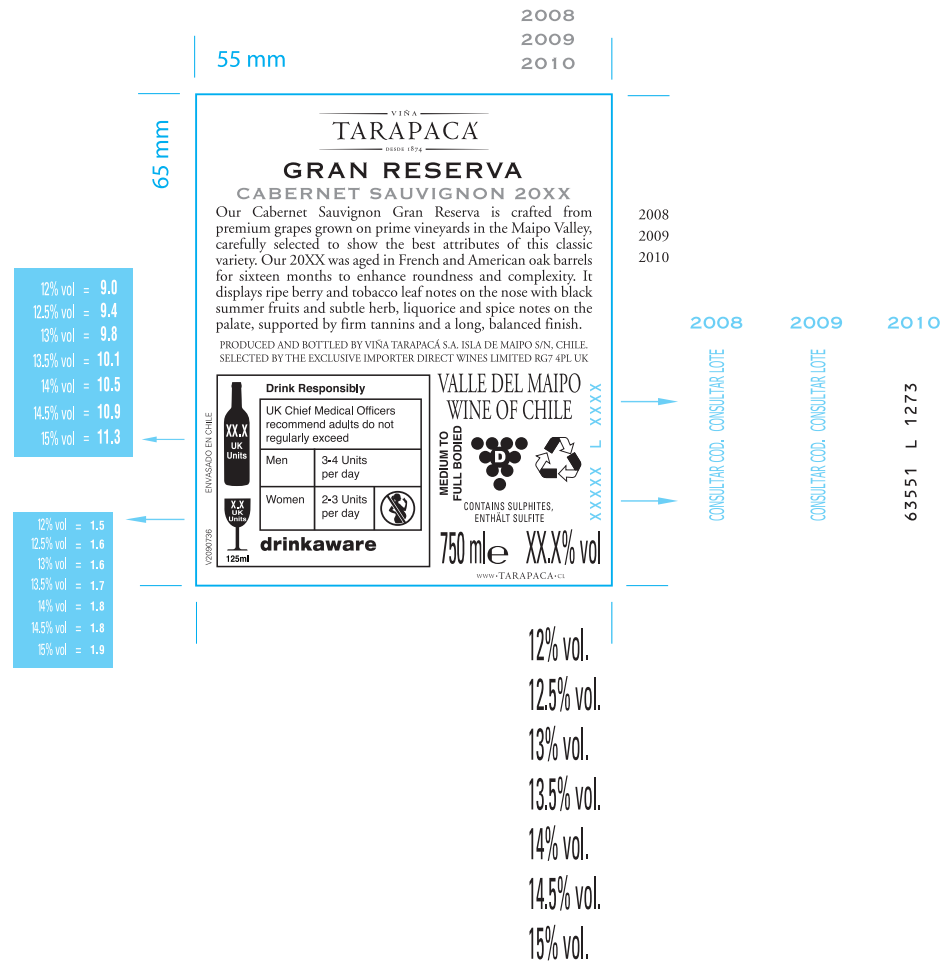 2008
2009
2010
55 mm
65 mm
VIÑA
TARAPACÁ
DESDE 1874
GRAN RESERVA
CABERNET SAUVIGNON 20XX
Our Cabernet Sauvignon Gran Reserva is crafted from
premium grapes grown on prime vineyards in the Maipo Valley,
carefully selected to show the best attributes of this classic
variety. Our 20XX was aged in French and American oak barrels
for sixteen months to enhance roundness and complexity. It
displays ripe berry and tobacco leaf notes on the nose with black
summer fruits and subtle herb, liquorice and spice notes on the
palate, supported by firm tannins and a long, balanced finish.
PRODUCED AND BOTTLED BY VIÑA TARAPACÁ S.A. ISLA DE MAIPO S/N, CHILE.
SELECTED BY THE EXCLUSIVE IMPORTER DIRECT WINES LIMITED RG7 4PL UK
2008
2009
2010
12% vol = 9.0
12.5% vol = 9.4
13% vol = 9.8
13.5% vol = 10.1
14% vol = 10.5
14.5% vol = 10.9
15% vol = 11.3
12% vol = 1.5
12.5% vol = 1.6
13% vol = 1.6
13.5% vol = 1.7
14% vol = 1.8
14.5% vol = 1.8
15% vol = 1.9
ENVASADO EN CHILE
V2090736
XX.X
UK
Units
X.X
UK
Units
125ml
Drink Responsibly
UK Chief Medical Officers
recommend adults do not
regularly exceed
Men
3-4 Units
per day
Women
2-3 Units
per day
drinkaware
VALLE DEL MAIPO
WINE OF CHILE
MEDIUM TO
FULL BODIED
D
CONTAINS SULPHITES,
ENTHÄLT SULFITE
750 ml e XX.X% vol
www·TARAPACA·cl
XXXXX L XXXX
2008
CONSULTAR COD. CONSULTAR LOTE
2009
CONSULTAR COD. CONSULTAR LOTE
2010
63551 L 1273
12% vol.
12.5% vol.
13% vol.
13.5% vol.
14% vol.
14.5% vol.
15% vol.